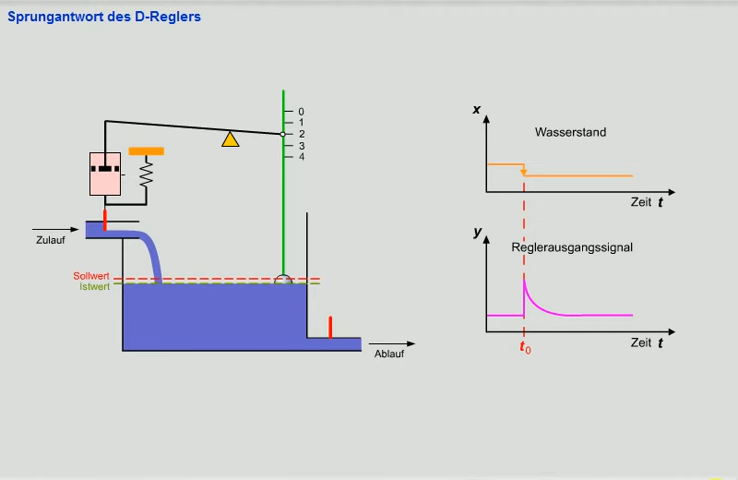 Sprungantwort des D-Reglers
0
1
2
3
4
Zulauf
Sollwert
Istwert
Ablauf
x
Wasserstand
Zeit t
y
Reglerausgangssignal
Zeit t
t0